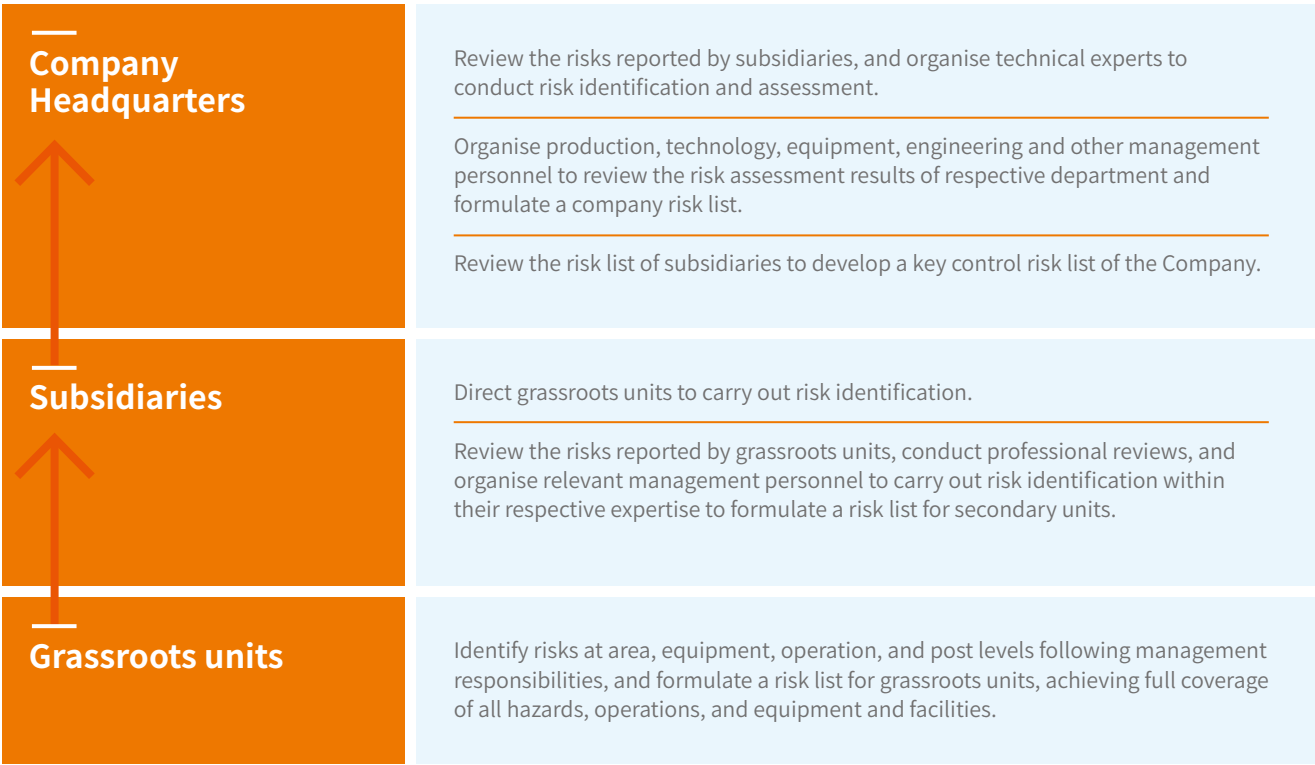 Company
Headquarters
Review the risks reported by subsidiaries, and organise technical experts to
conduct risk identification and assessment.
Organise production, technology, equipment, engineering and other management
personnel to review the risk assessment results of respective department and
formulate a company risk list.
Review the risk list of subsidiaries to develop a key control risk list of the Company.
Subsidiaries
Direct grassroots units to carry out risk identification.
Review the risks reported by grassroots units, conduct professional reviews, and
organise relevant management personnel to carry out risk identification within
their respective expertise to formulate a risk list for secondary units.
Grassroots units
Identify risks at area, equipment, operation, and post levels following management
responsibilities, and formulate a risk list for grassroots units, achieving full coverage
of all hazards, operations, and equipment and facilities.